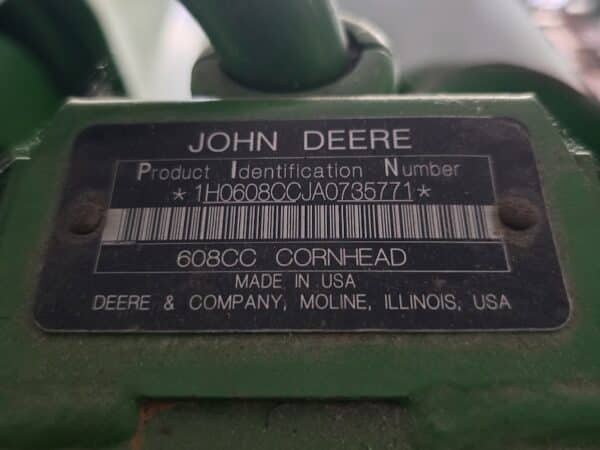 JOHN DEERE
Product Identification Number
*1H0608CCJA0735771*
608CC CORNHEAD
MADE IN USA
DEERE & COMPANY, MOLINE, ILLINOIS, USA